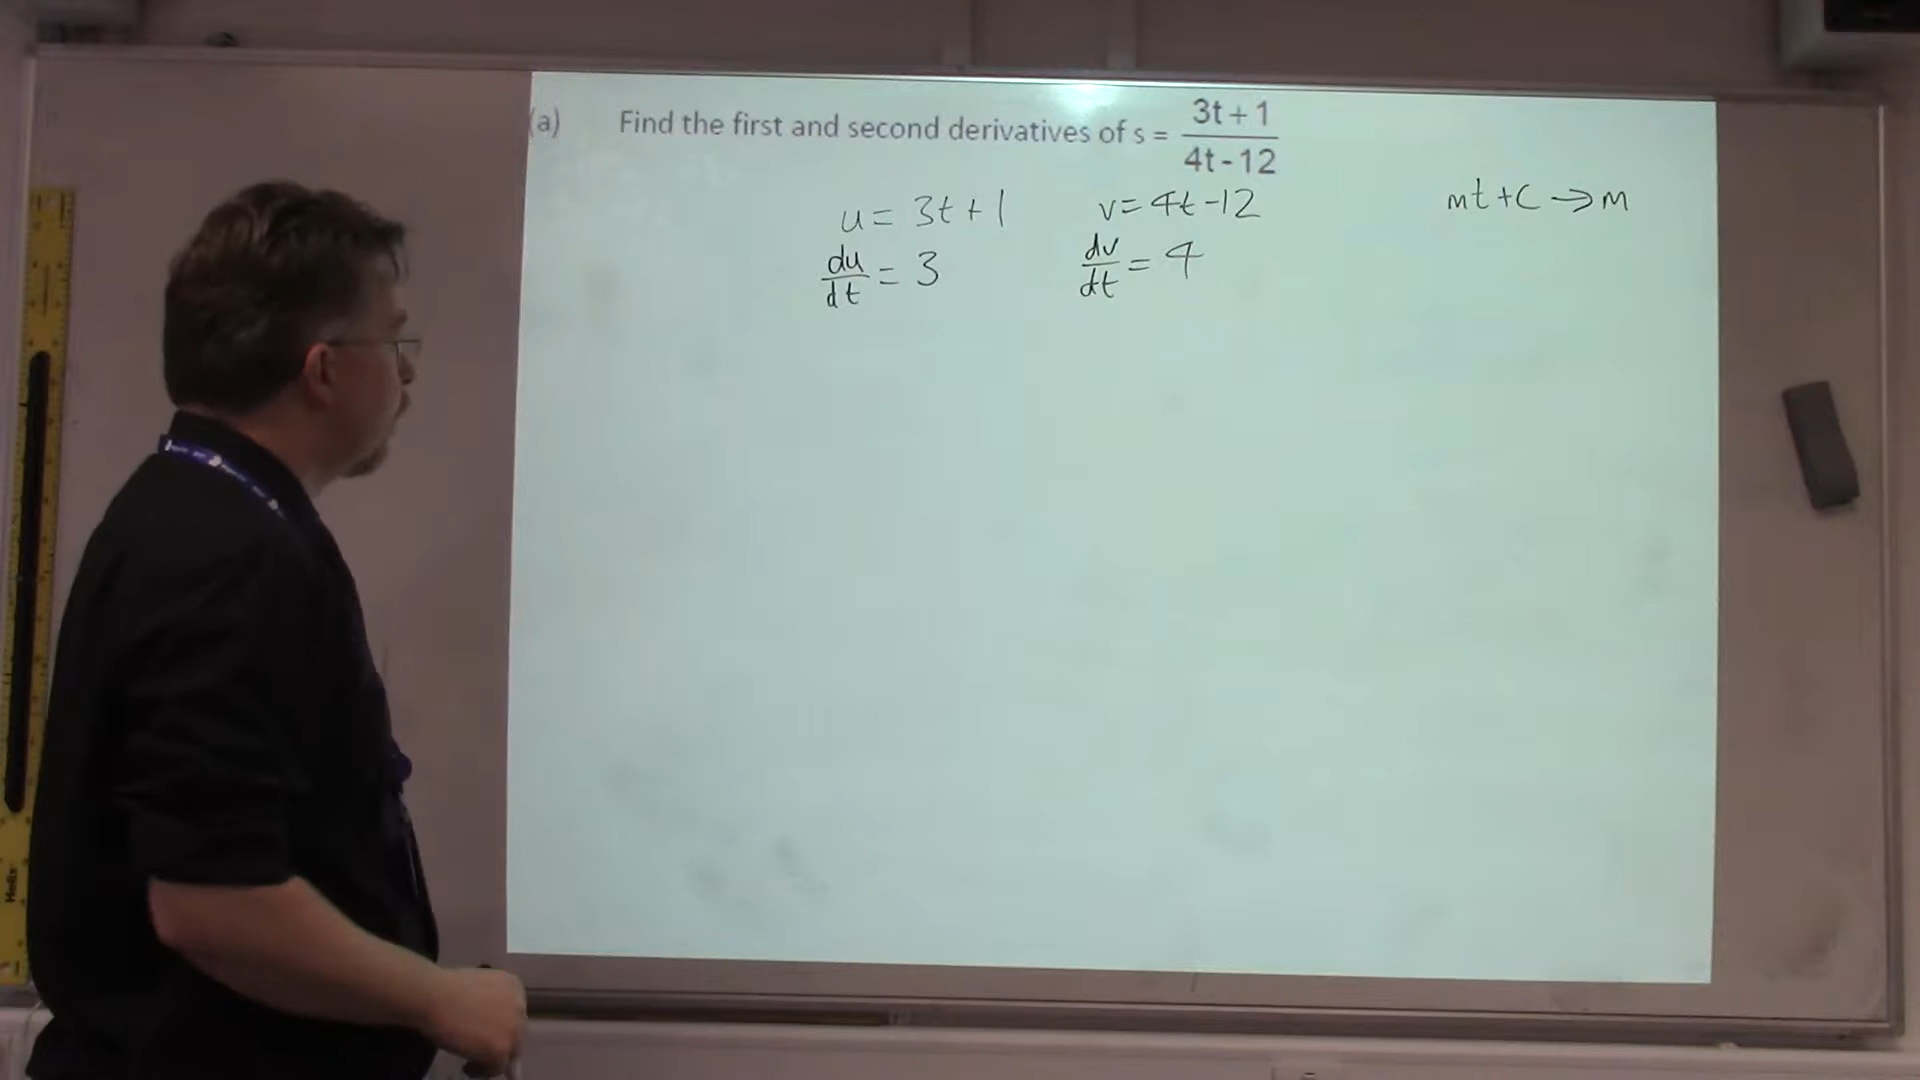 (a) Find the first and second derivatives of s = 3t + 1 / 4t - 12
u = 3t + 1 v = 4t - 12 mt + c → m
du/dt = 3 dv/dt = 4
Helix